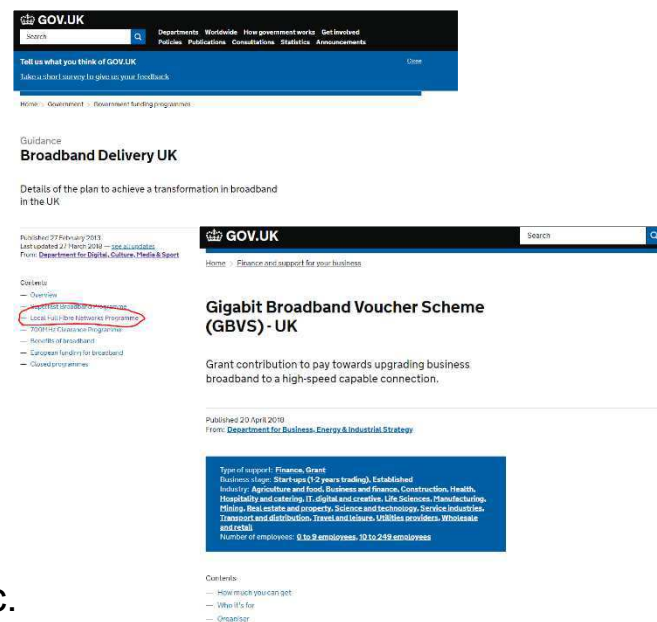 GOV.UK
Search
Departments Worldwide How government works Get involved
Policies Publications Consultations Statistics Announcements
Tell us what you think of GOV.UK
Close
Take a short survey to give us your feedback
Home > Government > Government funding programmes
Guidance
Broadband Delivery UK
Details of the plan to achieve a transformation in broadband
in the UK
Published 27 February 2013
Last updated 27 March 2018 — see all updates
From: Department for Digital, Culture, Media & Sport
Contents
— Overview
— Superfast Broadband Programme
— Local Full Fibre Networks Programme
— 700MHz Clearance Programme
— Benefits of broadband
— European funding for broadband
— Closed programmes
GOV.UK
Search
Home > Finance and support for your business
Gigabit Broadband Voucher Scheme
(GBVS) - UK
Grant contribution to pay towards upgrading business
broadband to a high-speed capable connection.
Published 20 April 2018
From: Department for Business, Energy & Industrial Strategy
Type of support: Finance, Grant
Business stage: Start-ups (1-2 years trading), Established
Industry: Agriculture and food, Business and finance, Construction, Health,
Hospitality and catering, IT, digital and creative, Life Sciences, Manufacturing,
Mining, Real estate and property, Science and technology, Service industries,
Transport and distribution, Travel and leisure, Utilities providers, Wholesale
and retail
Number of employees: 0 to 9 employees, 10 to 249 employees
Contents
— How much you can get
— Who it's for
— Organiser
c.